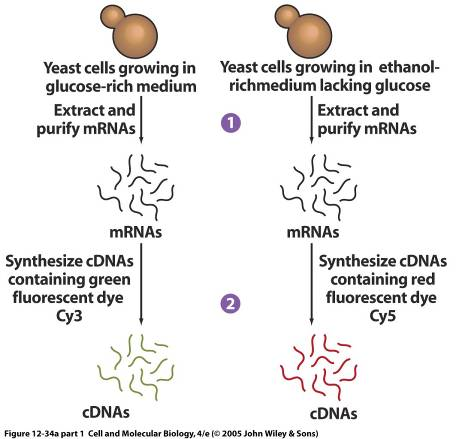 Yeast cells growing in
glucose-rich medium
Yeast cells growing in ethanol-
richmedium lacking glucose
Extract and
purify mRNAs
1
Extract and
purify mRNAs
mRNAs
mRNAs
Synthesize cDNAs
containing green
fluorescent dye
Cy3
2
Synthesize cDNAs
containing red
fluorescent dye
Cy5
cDNAs
cDNAs
Figure 12-34a part 1 Cell and Molecular Biology, 4/e (© 2005 John Wiley & Sons)